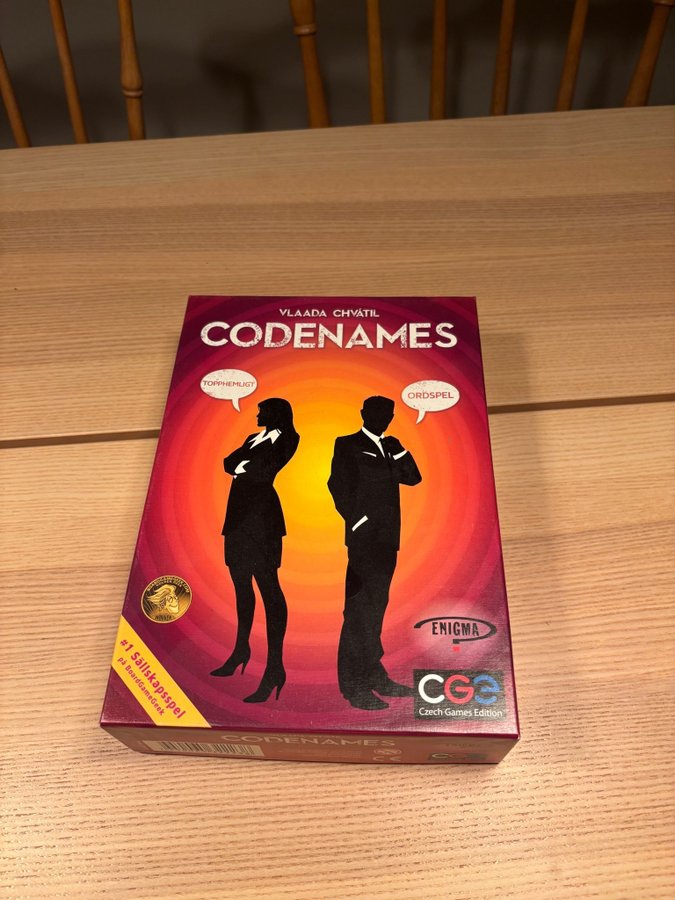 VLAADA CHVÁTIL
CODENAMES
TOPPHEMLIGT
ORDSPEL
ENIGMA
#1 Sällskapsspel
på BoardGameGeek
CGE
Czech Games Edition
CODENAMES